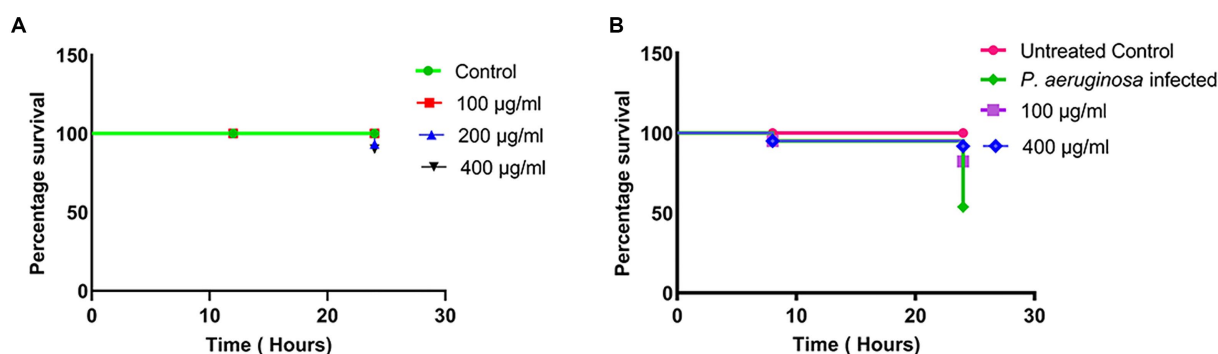 A
Percentage survival
150
100
50
0
0
10
20
30
Time ( Hours)
Control
100 µg/ml
200 µg/ml
400 µg/ml
B
Percentage survival
150
100
50
0
0
10
20
30
Time ( Hours)
Untreated Control
P. aeruginosa infected
100 µg/ml
400 µg/ml